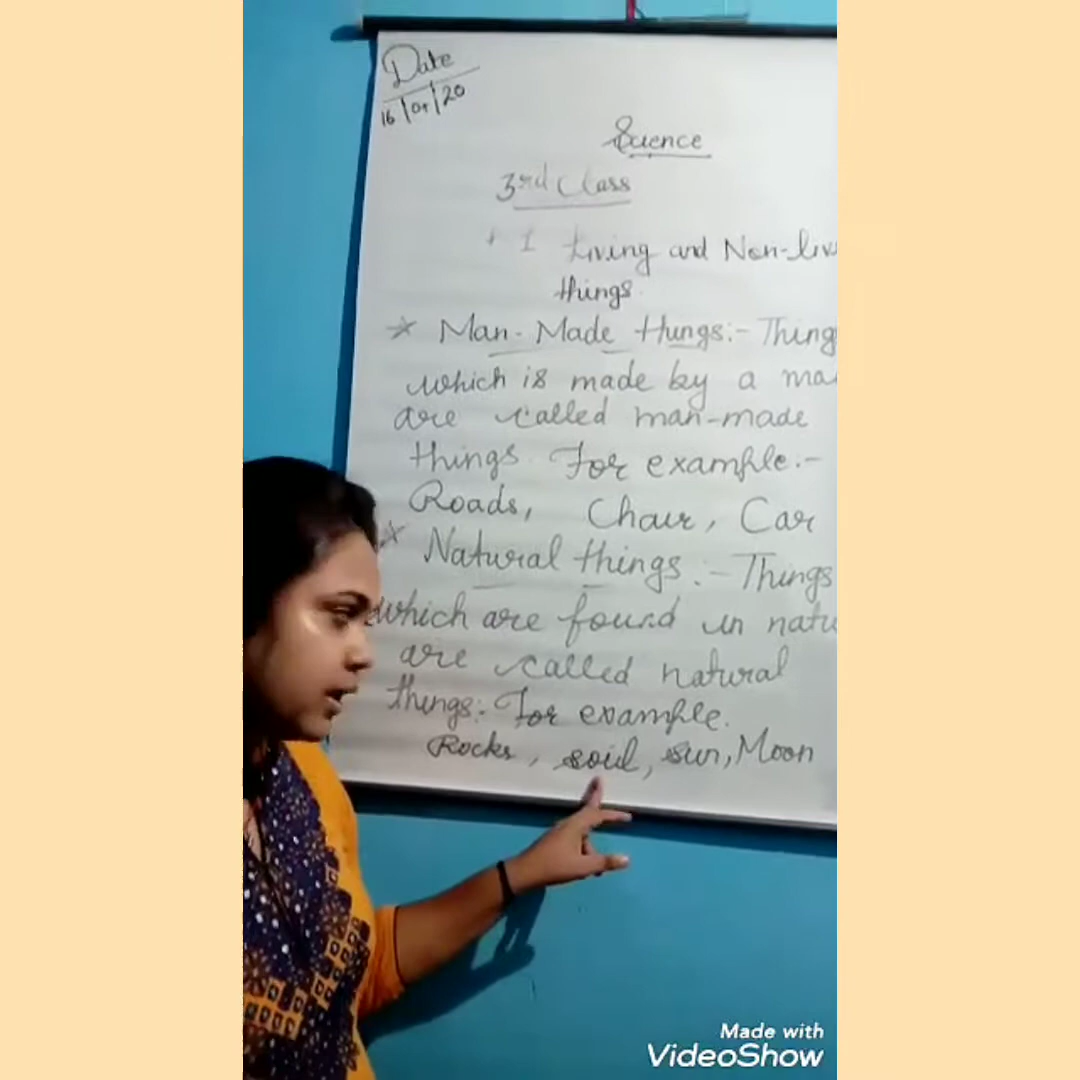 Date
16/04/20
Science
3rd Class
1 Living and Non-liv
things.
* Man-Made things:- Thing
which is made by a ma
are called man-made
things. For example:-
Roads, Chair, Car
* Natural things:- Things
which are found in natu
are called natural
things:- For example.
Rocks, soil, sun, Moon
Made with
VideoShow